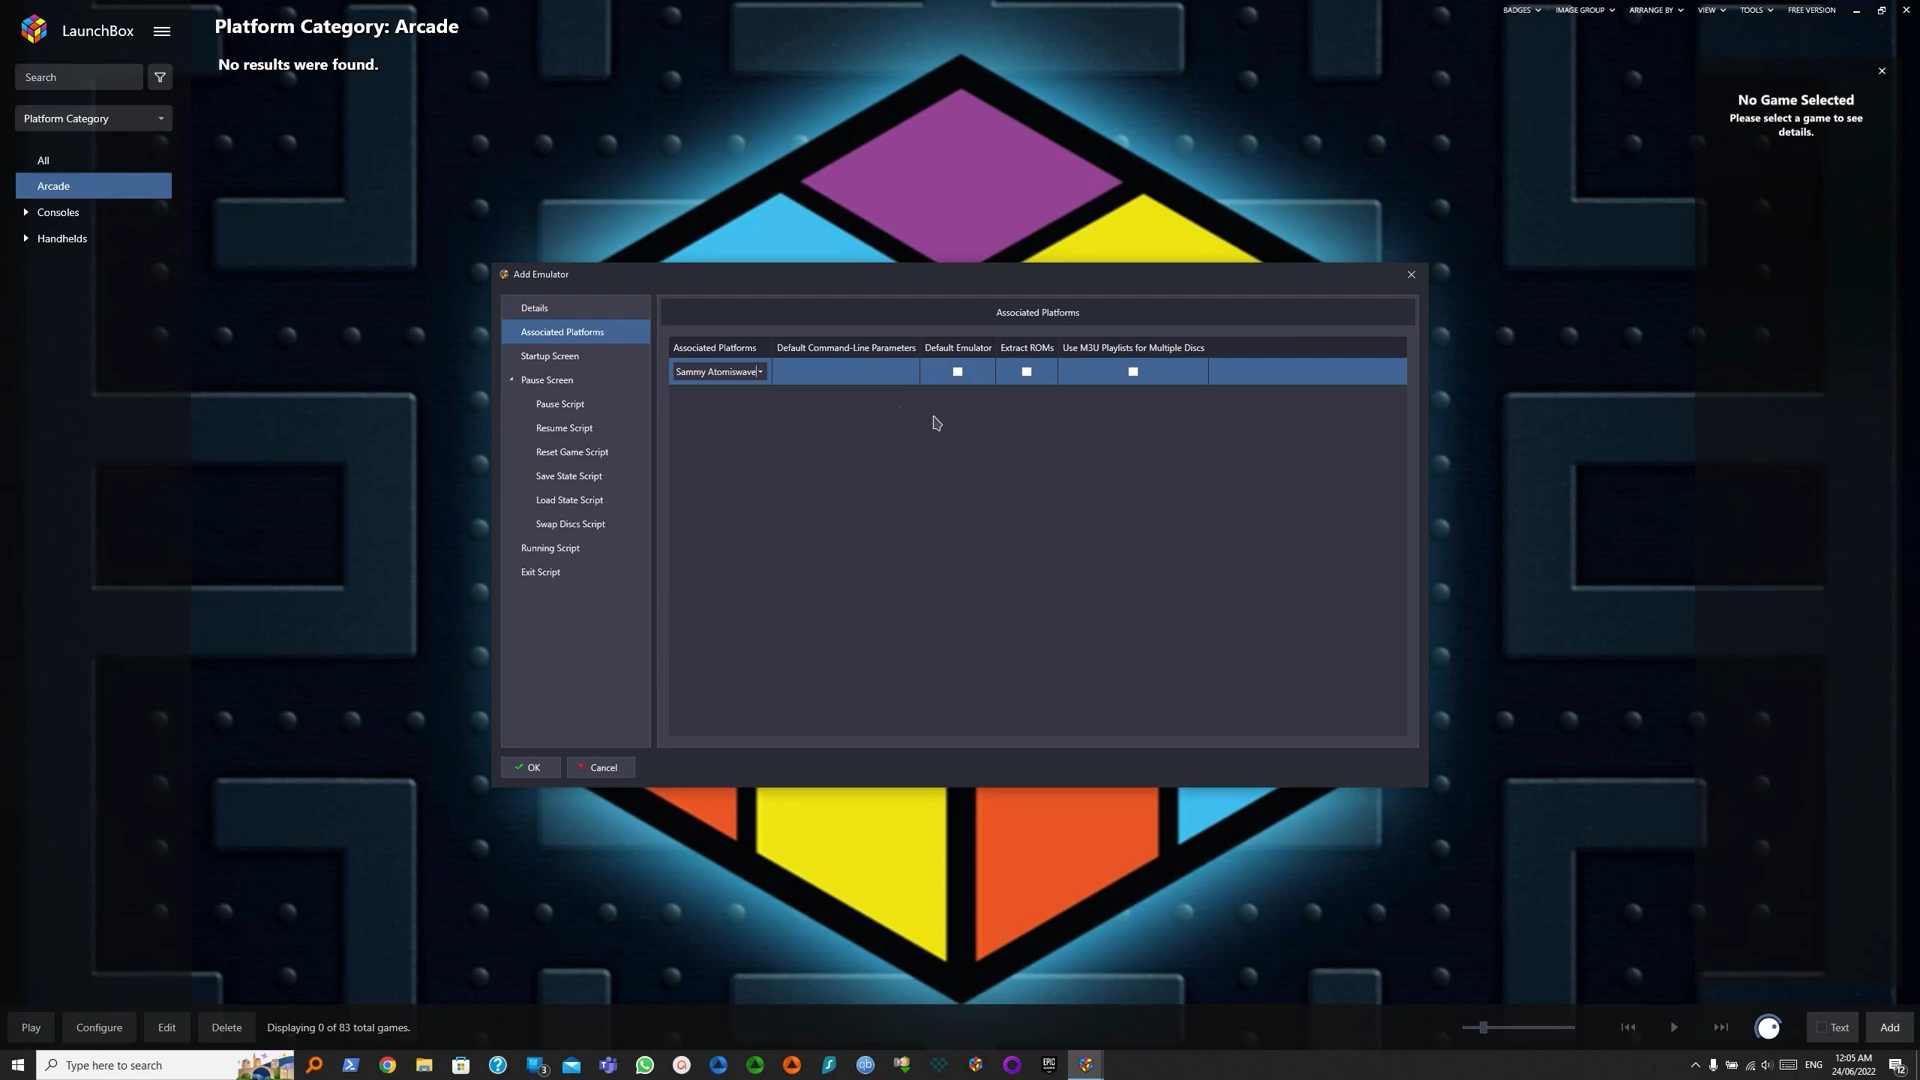 LaunchBox
Platform Category: Arcade
BADGES
IMAGE GROUP
ARRANGE BY
VIEW
TOOLS
FREE VERSION
No results were found.
Search
Platform Category
All
Arcade
Consoles
Handhelds
No Game Selected
Please select a game to see
details.
Add Emulator
Details
Associated Platforms
Startup Screen
Pause Screen
Pause Script
Resume Script
Reset Game Script
Save State Script
Load State Script
Swap Discs Script
Running Script
Exit Script
Associated Platforms
Associated Platforms
Default Command-Line Parameters
Default Emulator
Extract ROMs
Use M3U Playlists for Multiple Discs
Sammy Atomiswave
OK
Cancel
Play
Configure
Edit
Delete
Displaying 0 of 83 total games.
Text
Add
Type here to search
3
qb
EPIC
ENG
12:05 AM
24/06/2022
12